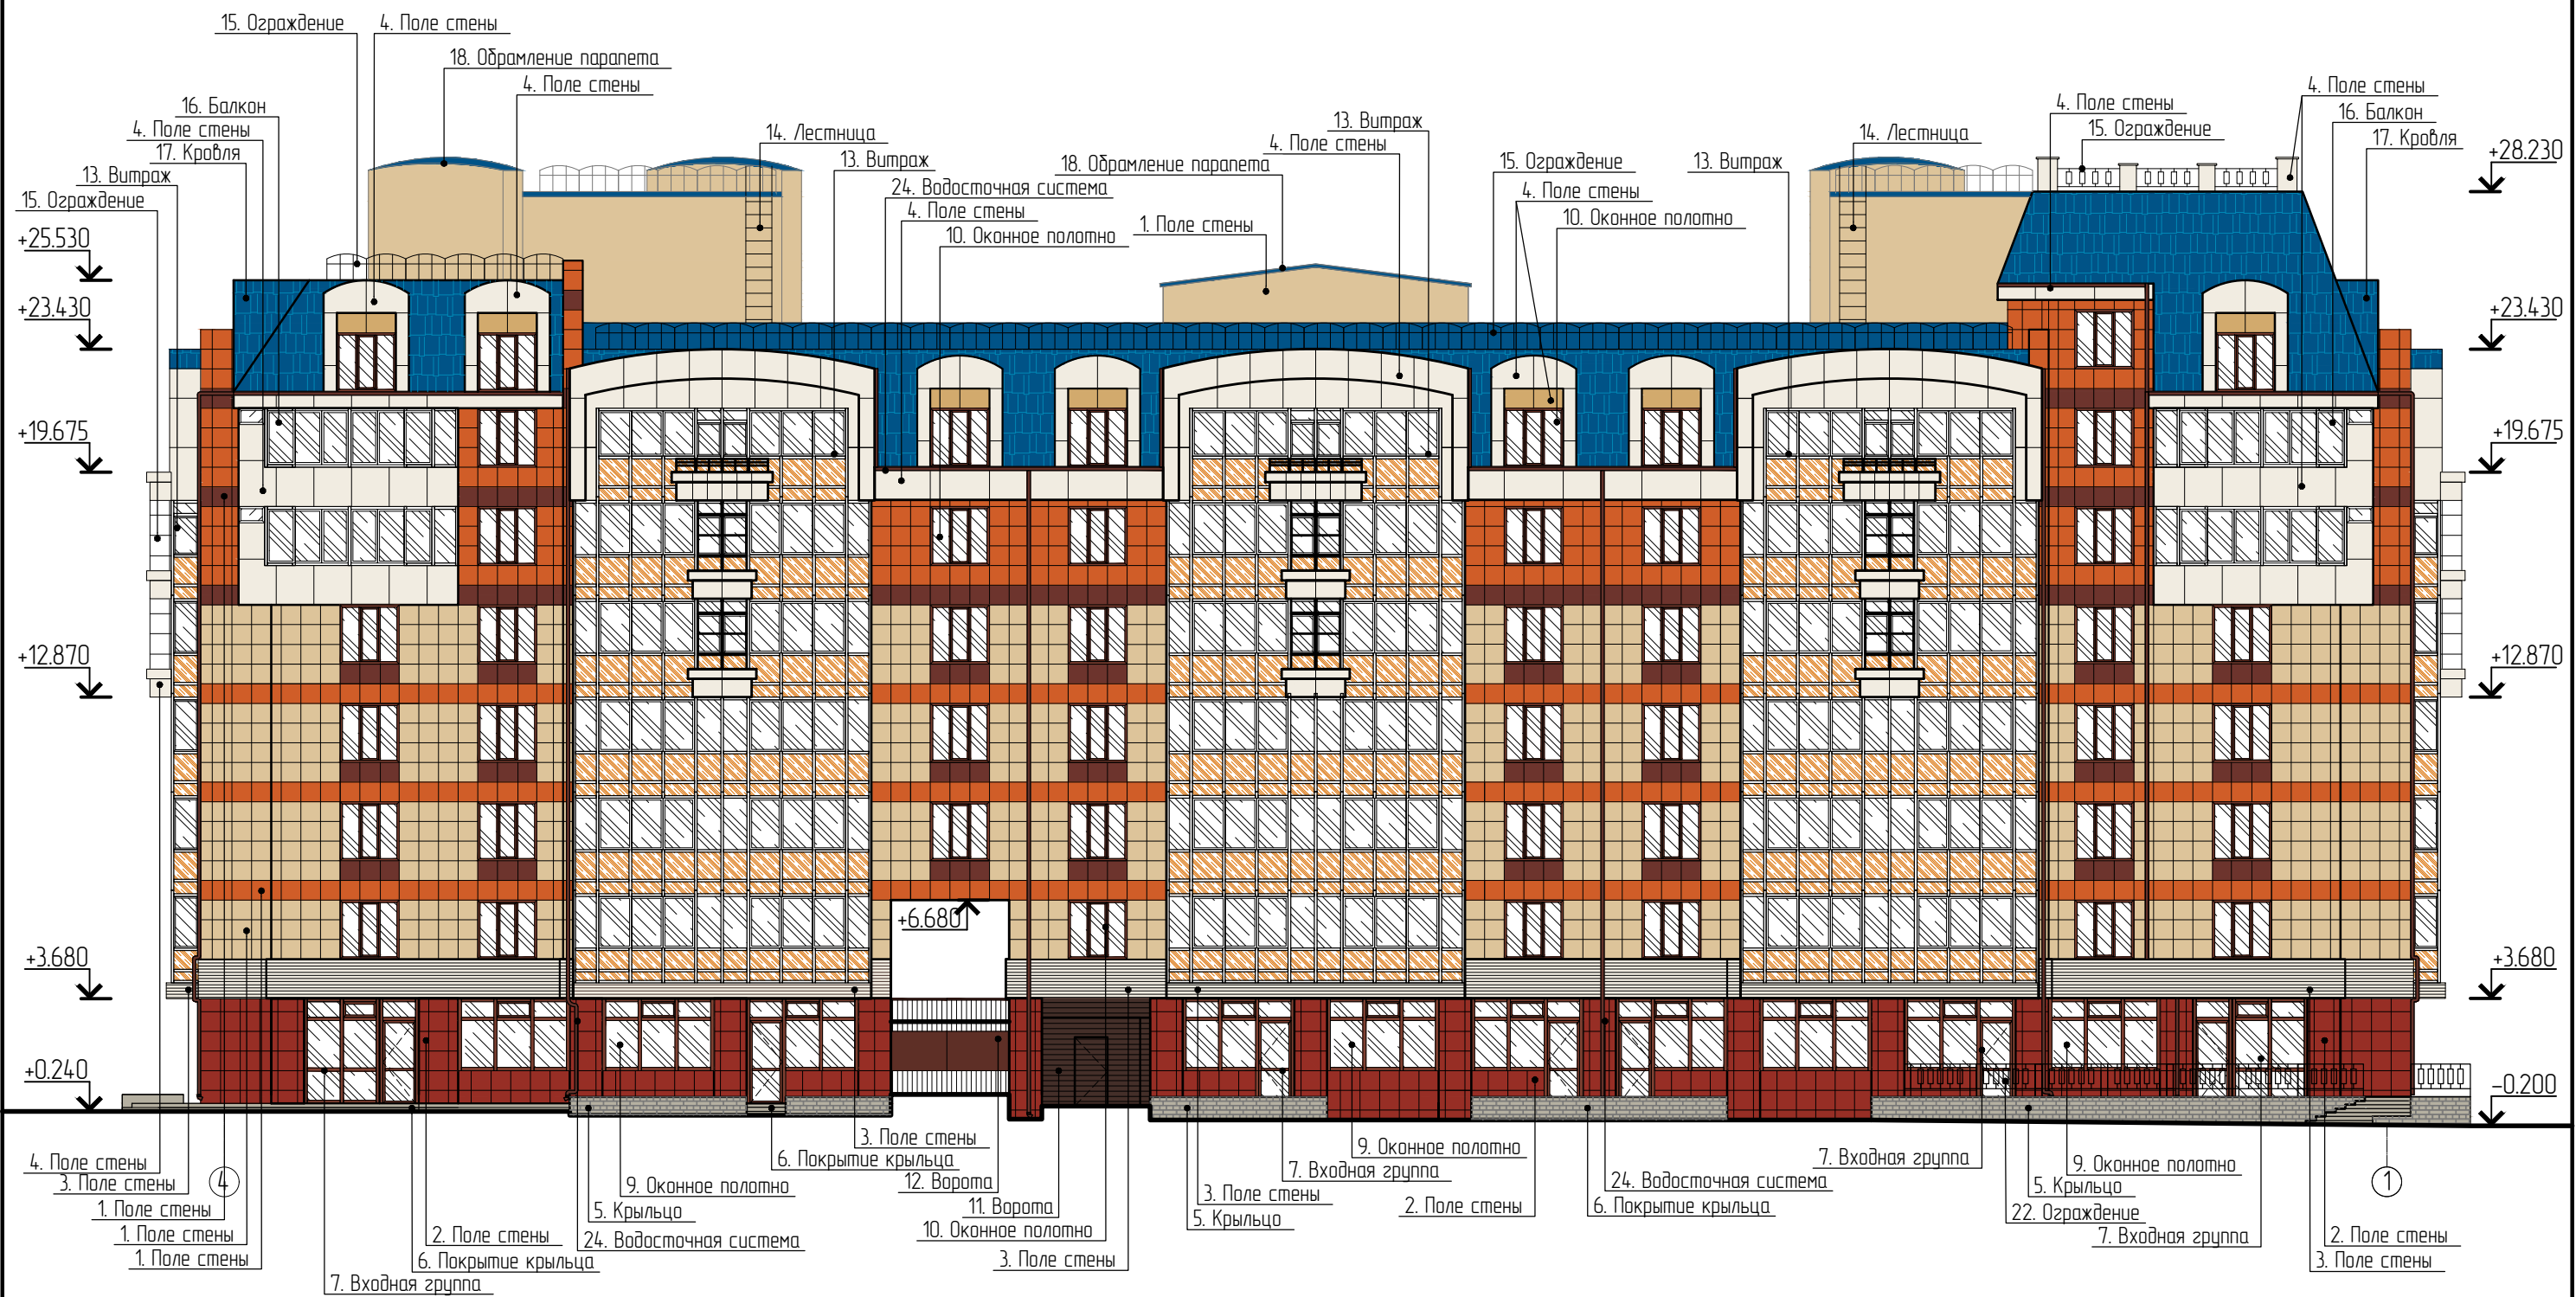 15. Ограждение
4. Поле стены
18. Обрамление парапета
4. Поле стены
16. Балкон
4. Поле стены
17. Кровля
13. Витраж
15. Ограждение
14. Лестница
13. Витраж
24. Водосточная система
4. Поле стены
10. Оконное полотно
13. Витраж
4. Поле стены
18. Обрамление парапета
1. Поле стены
15. Ограждение
4. Поле стены
10. Оконное полотно
13. Витраж
14. Лестница
4. Поле стены
15. Ограждение
4. Поле стены
16. Балкон
17. Кровля
+28.230
+25.530
+23.430
+23.430
+19.675
+19.675
+12.870
+12.870
+6.680
+3.680
+3.680
+0.240
-0.200
4. Поле стены
3. Поле стены
4
1. Поле стены
1. Поле стены
1. Поле стены
2. Поле стены
6. Покрытие крыльца
7. Входная группа
9. Оконное полотно
5. Крыльцо
24. Водосточная система
3. Поле стены
6. Покрытие крыльца
12. Ворота
11. Ворота
10. Оконное полотно
3. Поле стены
9. Оконное полотно
7. Входная группа
3. Поле стены
5. Крыльцо
2. Поле стены
7. Входная группа
24. Водосточная система
6. Покрытие крыльца
9. Оконное полотно
5. Крыльцо
22. Ограждение
7. Входная группа
1
2. Поле стены
3. Поле стены